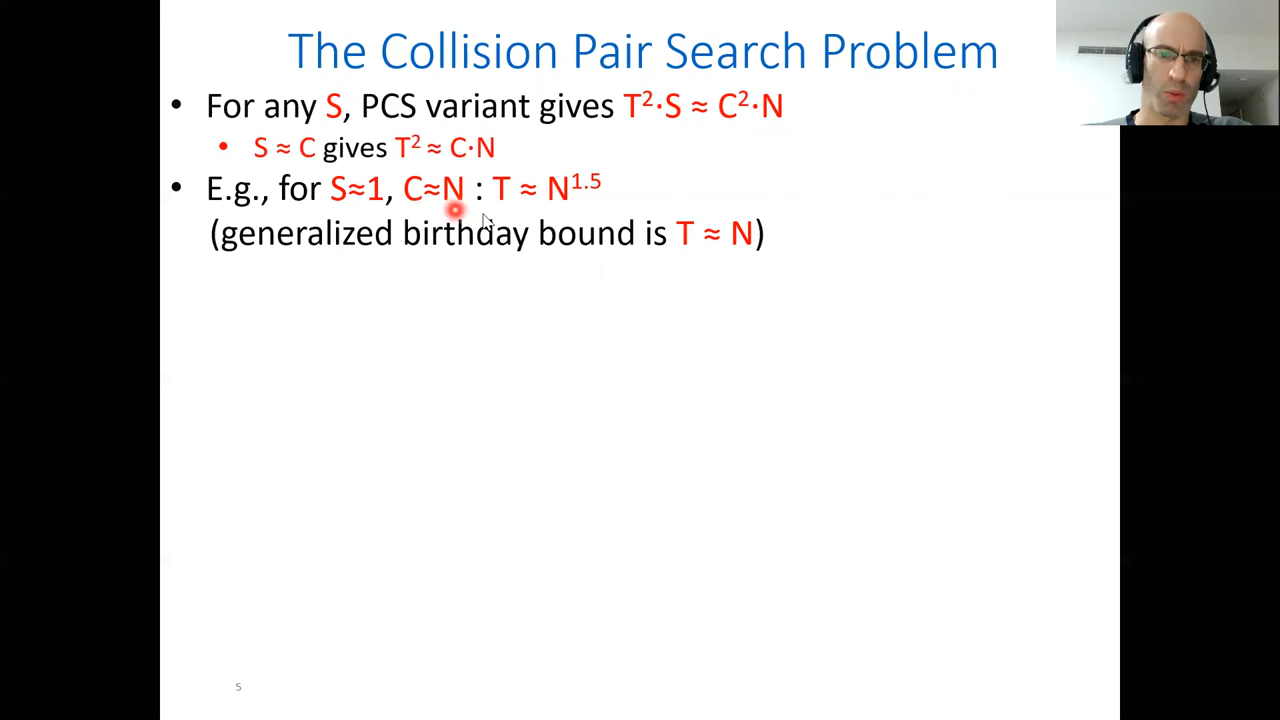 The Collision Pair Search Problem
• For any S, PCS variant gives T²·S ≈ C²·N
• S ≈ C gives T² ≈ C·N
• E.g., for S≈1, C≈N : T ≈ N¹·⁵
(generalized birthday bound is T ≈ N)
5